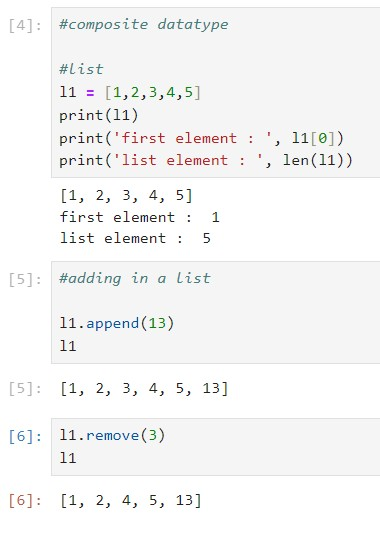 [4]: #composite datatype
#list
l1 = [1,2,3,4,5]
print(l1)
print('first element : ', l1[0])
print('list element : ', len(l1))
[1, 2, 3, 4, 5]
first element :  1
list element :  5
[5]: #adding in a list
l1.append(13)
l1
[5]: [1, 2, 3, 4, 5, 13]
[6]: l1.remove(3)
l1
[6]: [1, 2, 4, 5, 13]